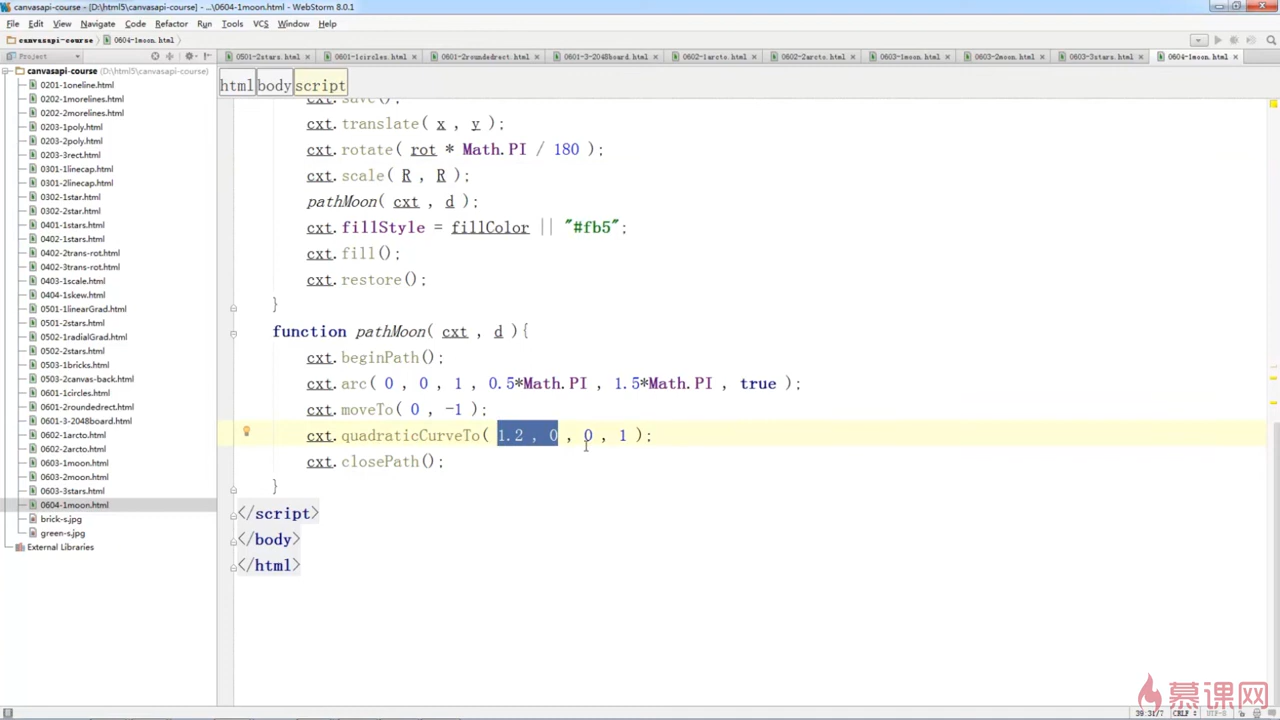 canvasapi-course - [D:\html5\canvasapi-course] - ...\0604-1moon.html - WebStorm 8.0.1
File Edit View Navigate Code Refactor Run Tools VCS Window Help
canvasapi-course 0604-1moon.html
Project
0501-2stars.html 0601-1circles.html 0601-2roundedrect.html 0601-3-2048board.html 0602-1arcto.html 0602-2arcto.html 0603-1moon.html 0603-2moon.html 0603-3stars.html 0604-1moon.html
canvasapi-course (D:\html5\canvasapi-course)
0201-1oneline.html
0202-1morelines.html
0202-2morelines.html
0203-1poly.html
0203-2poly.html
0203-3rect.html
0301-1linecap.html
0301-2linecap.html
0302-1star.html
0302-2star.html
0401-1stars.html
0402-1stars.html
0402-2trans-rot.html
0402-3trans-rot.html
0403-1scale.html
0404-1skew.html
0501-1linearGrad.html
0501-2stars.html
0502-1radialGrad.html
0502-2stars.html
0503-1bricks.html
0503-2canvas-back.html
0601-1circles.html
0601-2roundedrect.html
0601-3-2048board.html
0602-1arcto.html
0602-2arcto.html
0603-1moon.html
0603-2moon.html
0603-3stars.html
0604-1moon.html
brick-s.jpg
green-s.jpg
External Libraries
html body script
cxt.save();
cxt.translate( x , y );
cxt.rotate( rot * Math.PI / 180 );
cxt.scale( R , R );
pathMoon( cxt , d );
cxt.fillStyle = fillColor || "#fb5";
cxt.fill();
cxt.restore();
}
function pathMoon( cxt , d ){
cxt.beginPath();
cxt.arc( 0 , 0 , 1 , 0.5*Math.PI , 1.5*Math.PI , true );
cxt.moveTo( 0 , -1 );
cxt.quadraticCurveTo( 1.2 , 0 , 0 , 1 );
cxt.closePath();
}
</script>
</body>
</html>
慕课网
39:31/7 CRLF UTF-8